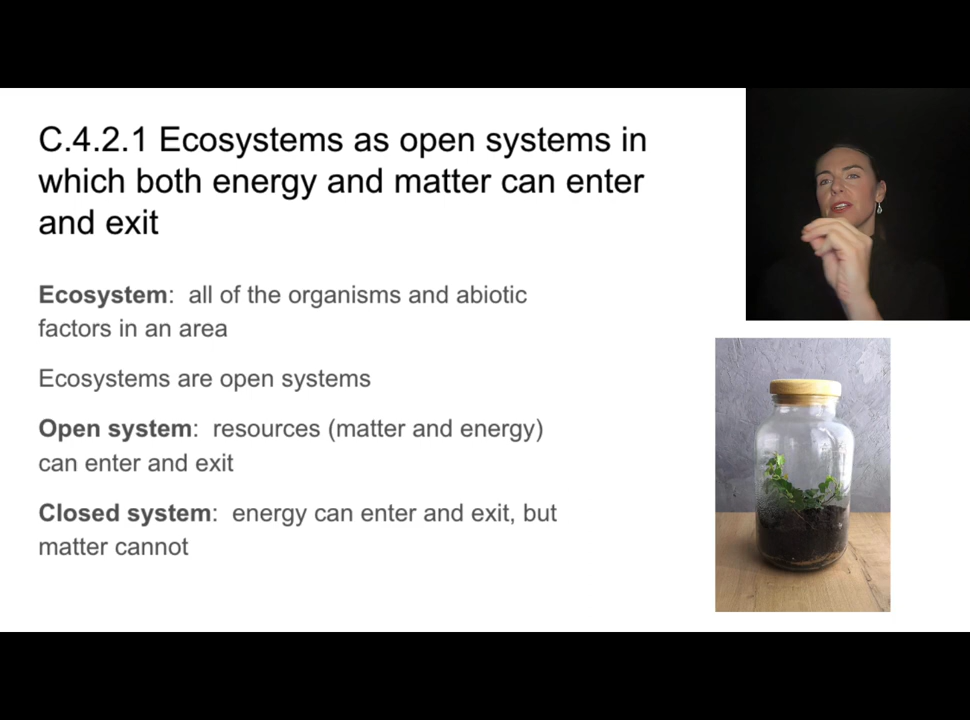 C.4.2.1 Ecosystems as open systems in
which both energy and matter can enter
and exit
Ecosystem:  all of the organisms and abiotic
factors in an area
Ecosystems are open systems
Open system:  resources (matter and energy)
can enter and exit
Closed system:  energy can enter and exit, but
matter cannot